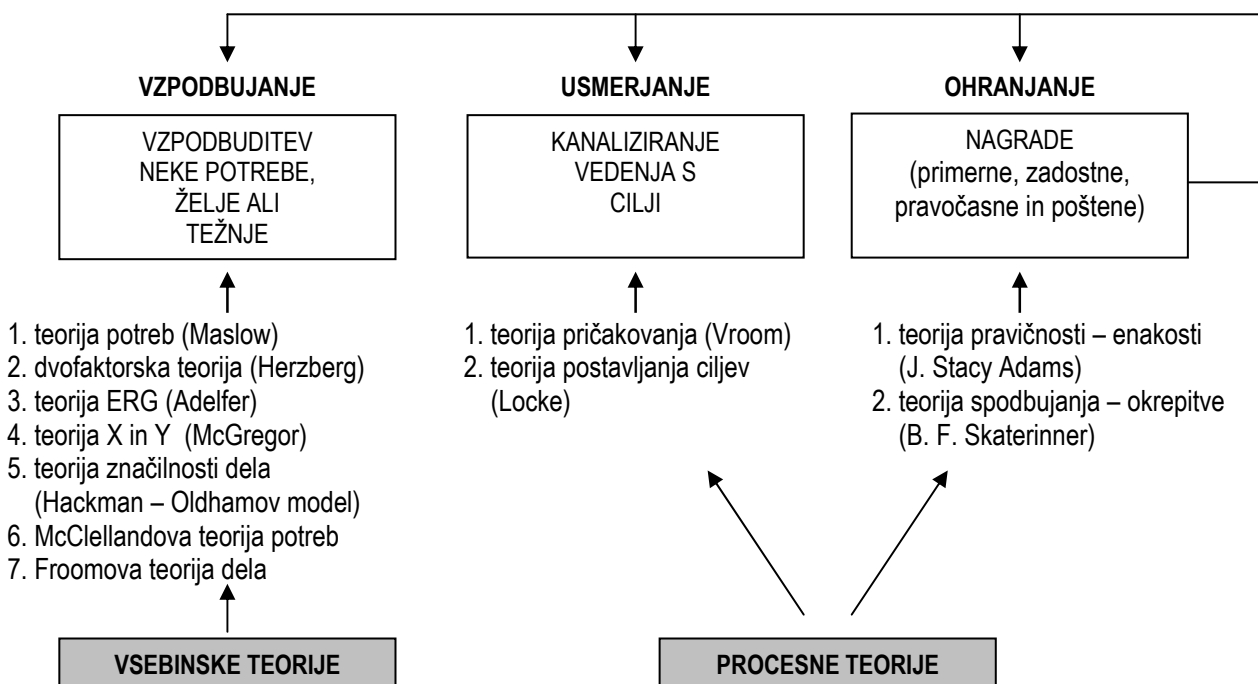 VZPODBUJANJE
VZPODBUDITEV
NEKE POTREBE,
ŽELJE ALI
TEŽNJE
1. teorija potreb (Maslow)
2. dvofaktorska teorija (Herzberg)
3. teorija ERG (Adelfer)
4. teorija X in Y (McGregor)
5. teorija značilnosti dela
(Hackman – Oldhamov model)
6. McClellandova teorija potreb
7. Froomova teorija dela
VSEBINSKE TEORIJE
USMERJANJE
KANALIZIRANJE
VEDENJA S
CILJI
1. teorija pričakovanja (Vroom)
2. teorija postavljanja ciljev
(Locke)
OHRANJANJE
NAGRADE
(primerne, zadostne,
pravočasne in poštene)
1. teorija pravičnosti – enakosti
(J. Stacy Adams)
2. teorija spodbujanja – okrepitve
(B. F. Skaterinner)
PROCESNE TEORIJE